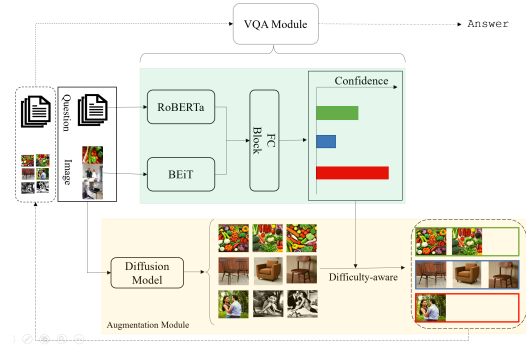 VQA Module
Answer
Confidence
Question
RoBERTa
FC
Block
Image
BEiT
Diffusion
Model
Difficulty-aware
Augmentation Module